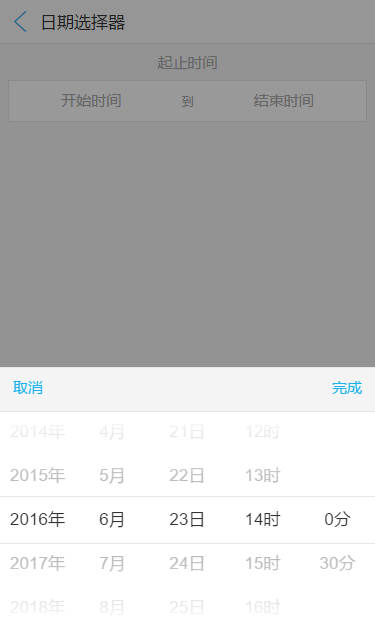 日期选择器
起止时间
开始时间 到 结束时间
取消 完成
2014年 4月 21日 12时
2015年 5月 22日 13时
2016年 6月 23日 14时 0分
2017年 7月 24日 15时 30分
2018年 8月 25日 16时